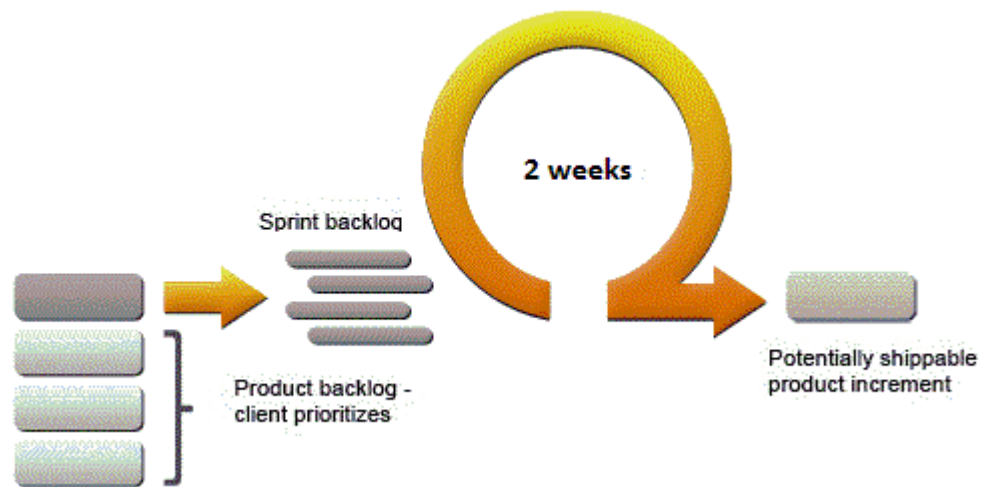 2 weeks
Sprint backlog
Product backlog -
client prioritizes
Potentially shippable
product increment